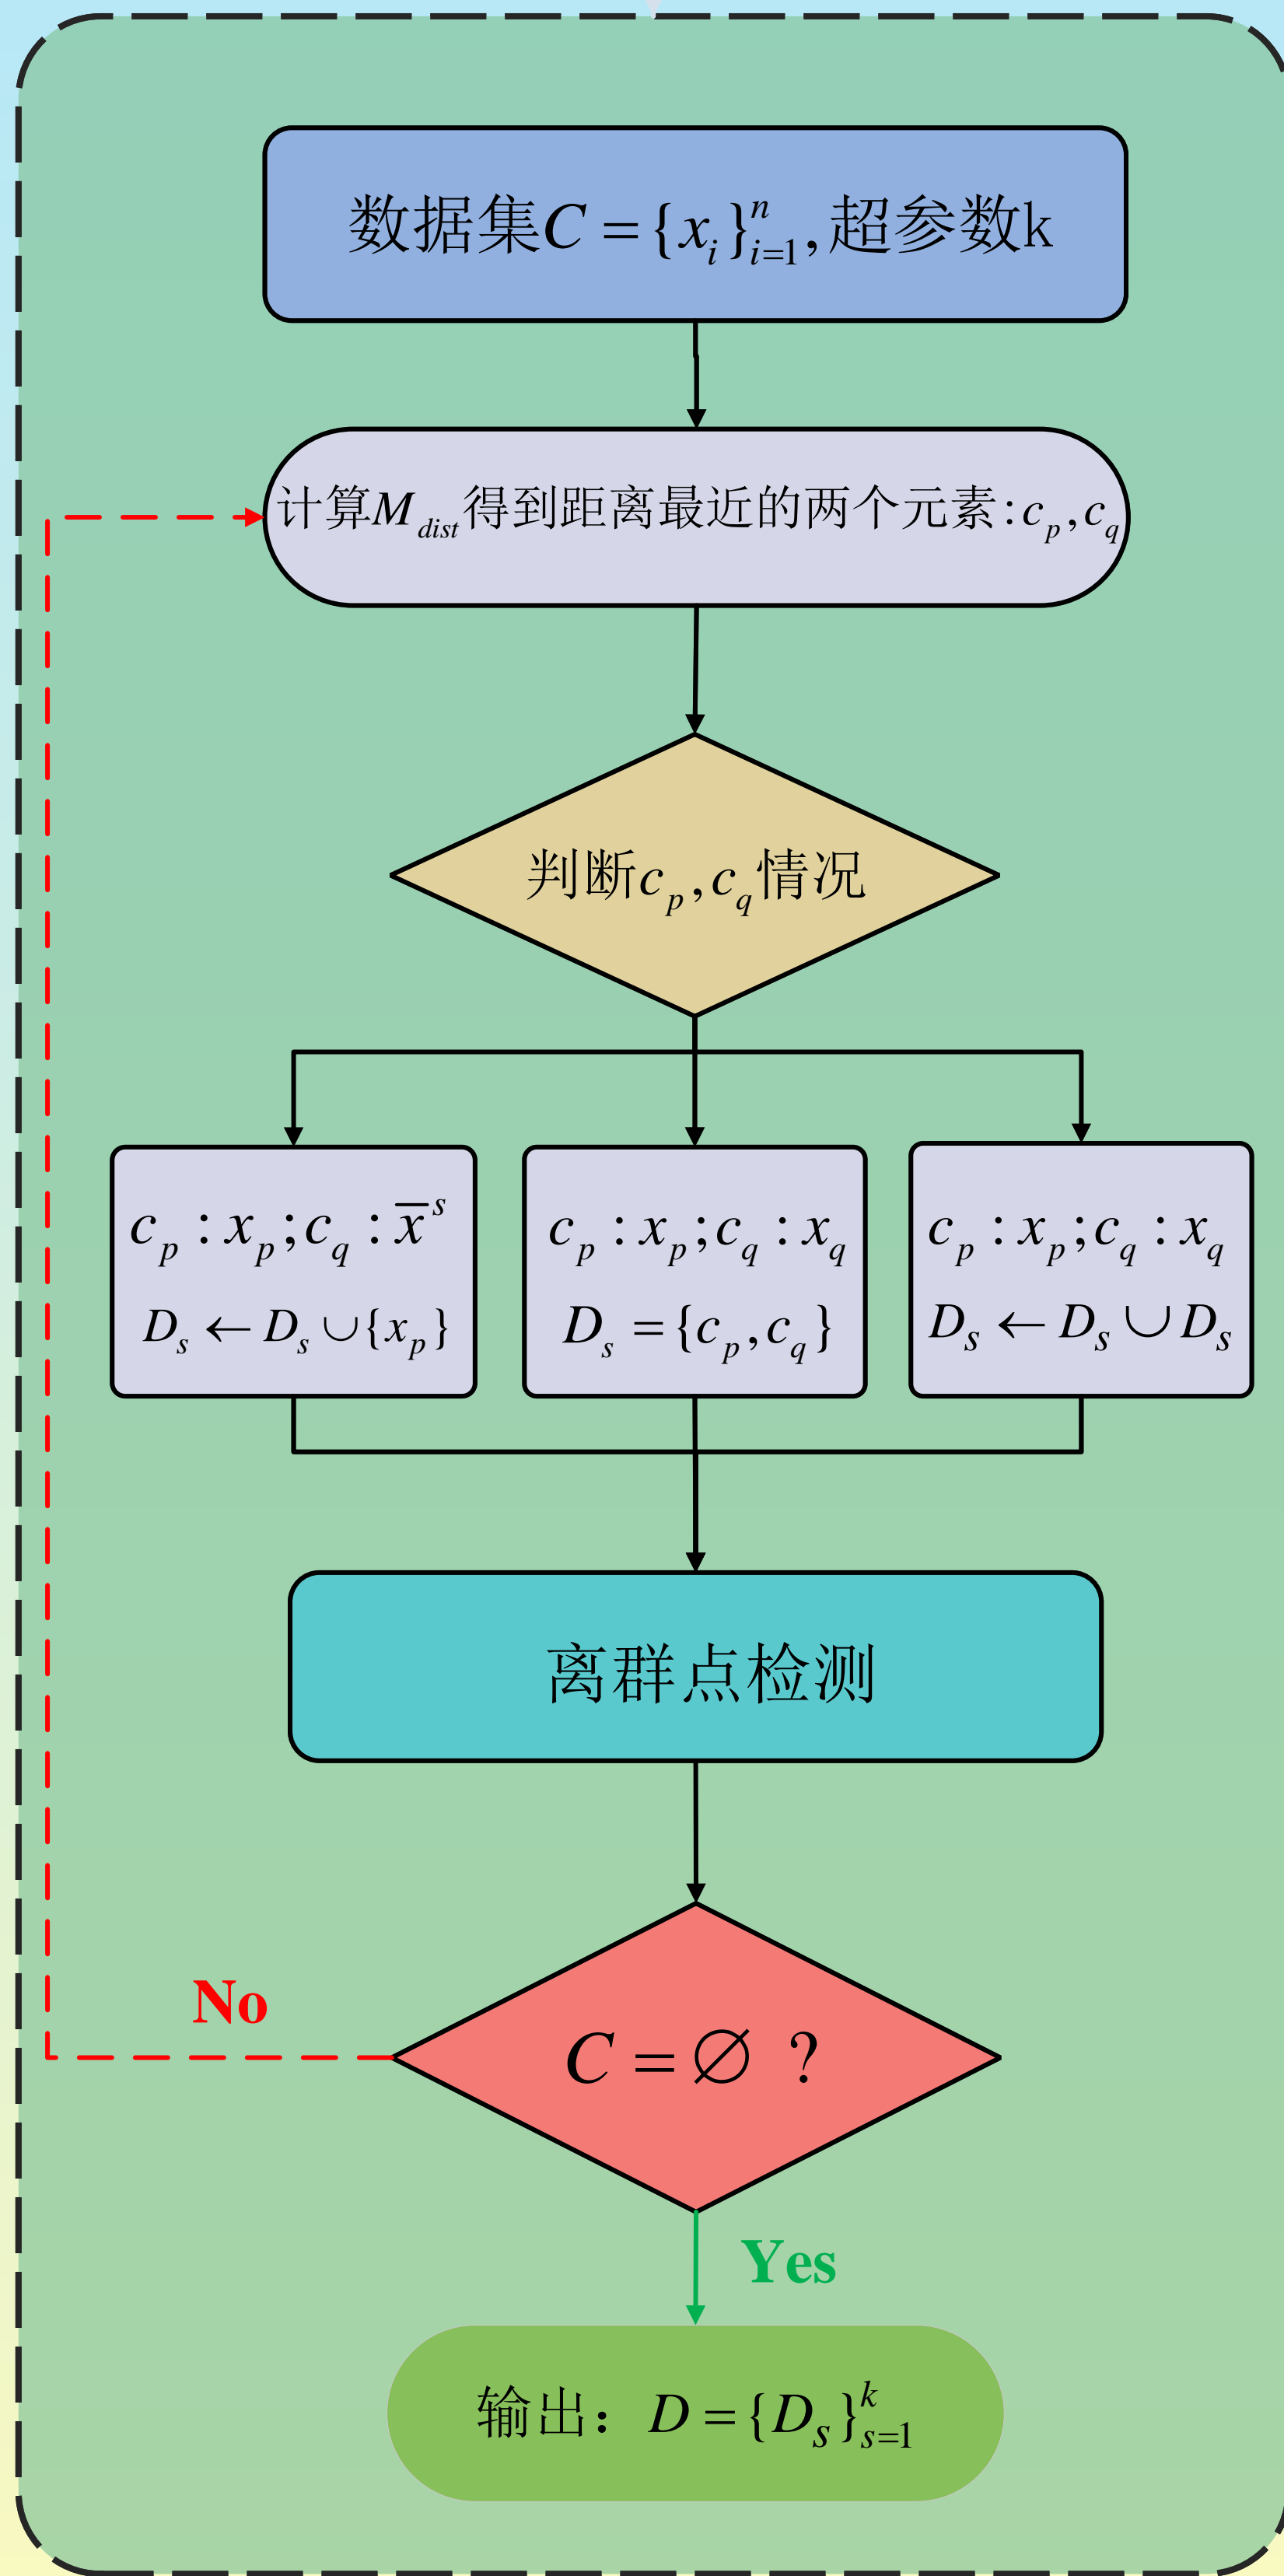 数据集C = {x_i}_{i=1}^n, 超参数k
计算M_dist得到距离最近的两个元素:c_p, c_q
判断c_p, c_q情况
c_p : x_p; c_q : x̅^s
D_s ← D_s ∪ {x_p}
c_p : x_p; c_q : x_q
D_s = {c_p, c_q}
c_p : x_p; c_q : x_q
D_s ← D_s ∪ D_s
离群点检测
No
C = ∅ ?
Yes
输出：D = {D_s}_{s=1}^k